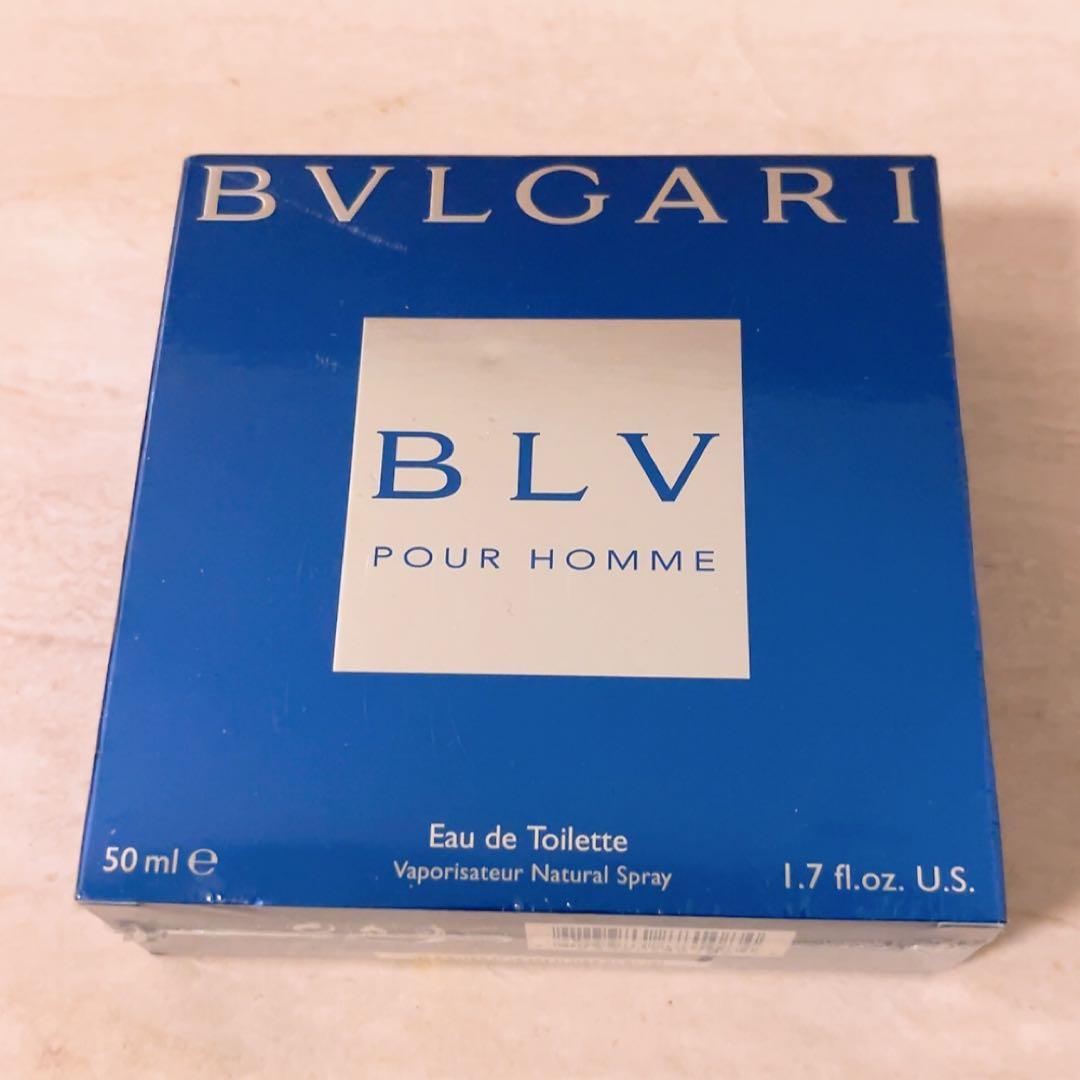 BVLGARI
BLV
POUR HOMME
Eau de Toilette
50 ml ℮
Vaporisateur Natural Spray
1.7 fl.oz. U.S.